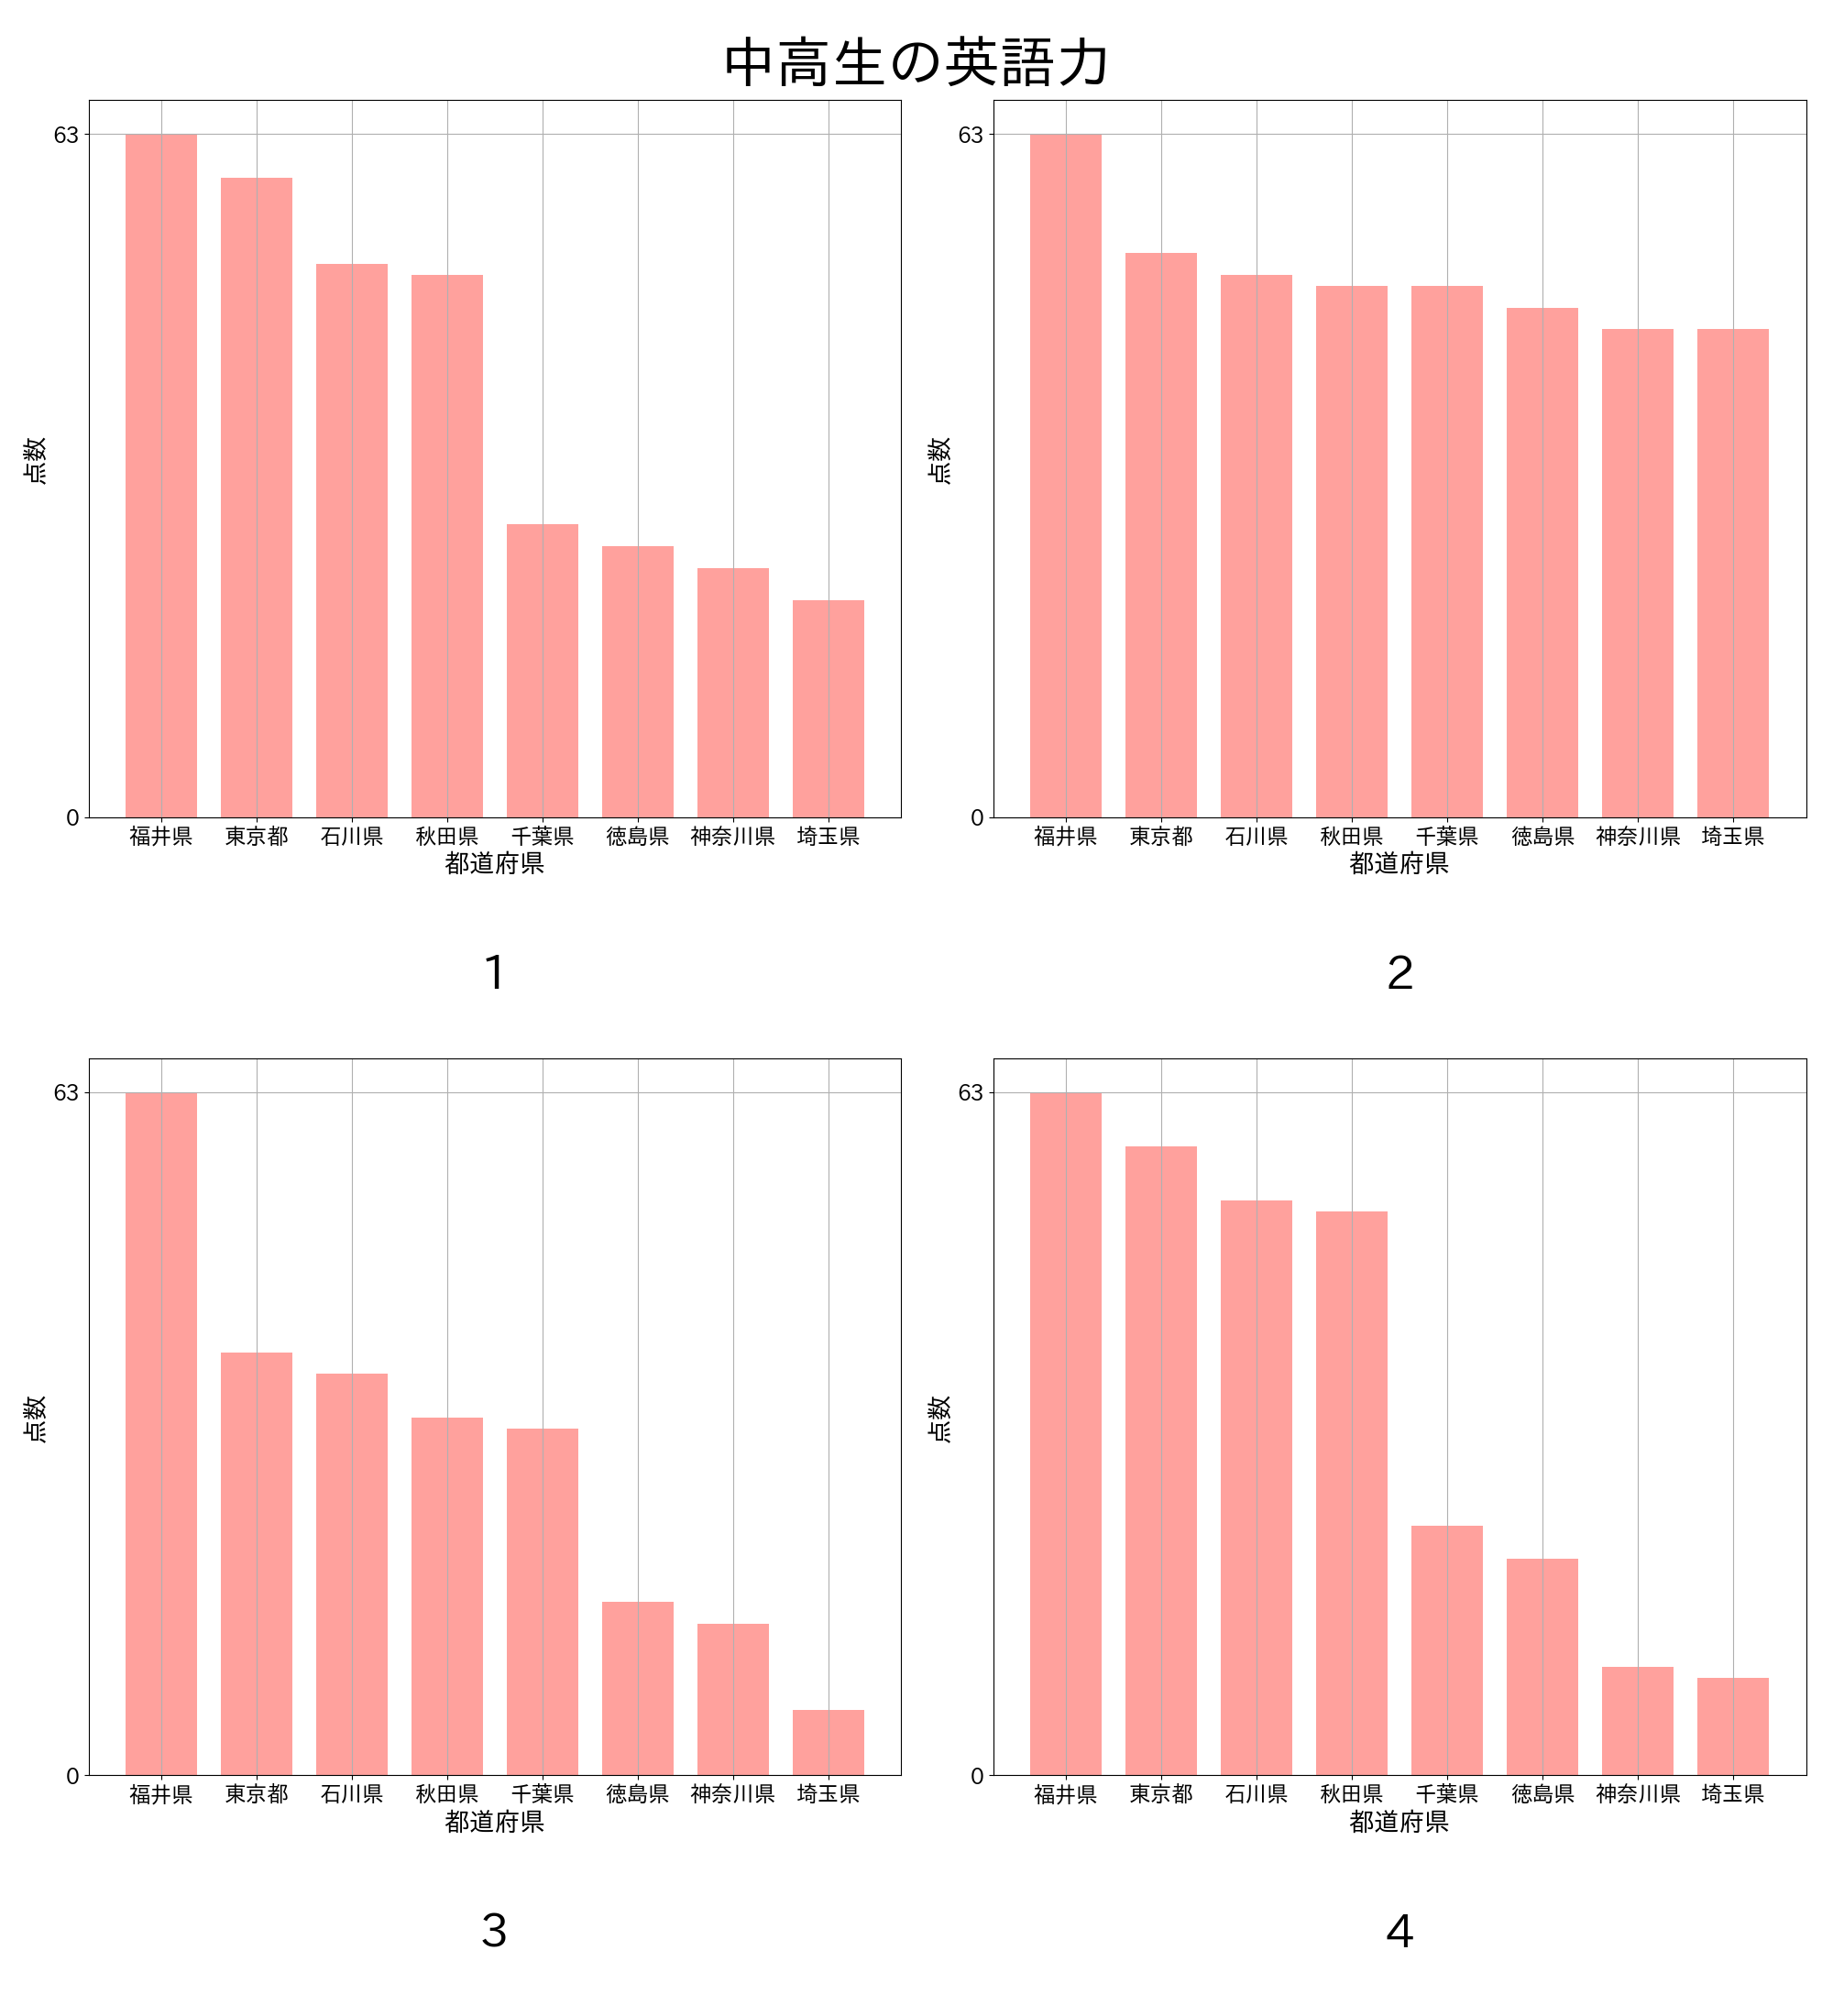 中高生の英語力
63
点数
0
福井県 東京都 石川県 秋田県 千葉県 徳島県 神奈川県 埼玉県
都道府県
1
63
点数
0
福井県 東京都 石川県 秋田県 千葉県 徳島県 神奈川県 埼玉県
都道府県
2
63
点数
0
福井県 東京都 石川県 秋田県 千葉県 徳島県 神奈川県 埼玉県
都道府県
3
63
点数
0
福井県 東京都 石川県 秋田県 千葉県 徳島県 神奈川県 埼玉県
都道府県
4